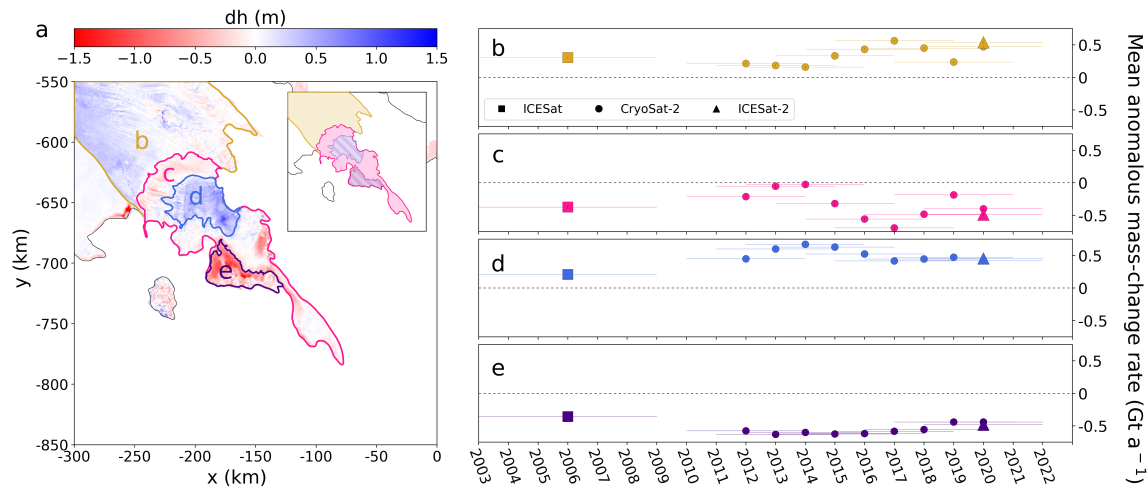 a
dh (m)
−1.5 −1.0 −0.5 0.0 0.5 1.0 1.5
-550
-600
-650
-700
-750
-800
-850
y (km)
-300 -250 -200 -150 -100 -50 0
x (km)
b
c
d
e
b
0.5
0
-0.5
ICESat CryoSat-2 ICESat-2
c
0.5
0
-0.5
d
0.5
0
-0.5
e
0.5
0
-0.5
2003 2004 2005 2006 2007 2008 2009 2010 2011 2012 2013 2014 2015 2016 2017 2018 2019 2020 2021 2022
Mean anomalous mass-change rate (Gt a − 1)